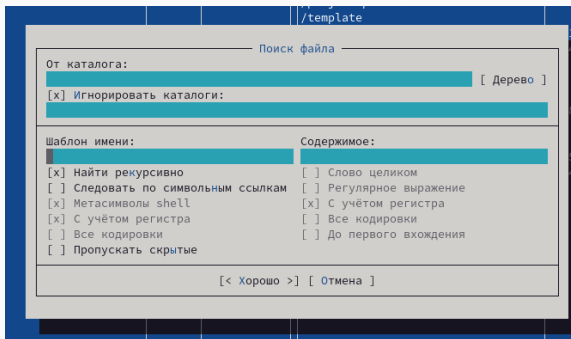 /template
Поиск файла
От каталога:
[ Дерево ]
[x] Игнорировать каталоги:
Шаблон имени:
Содержимое:
[x] Найти рекурсивно
[ ] Слово целиком
[ ] Следовать по символьным ссылкам
[ ] Регулярное выражение
[x] Метасимволы shell
[x] С учётом регистра
[x] С учётом регистра
[ ] Все кодировки
[ ] Все кодировки
[ ] До первого вхождения
[ ] Пропускать скрытые
[< Хорошо >] [ Отмена ]